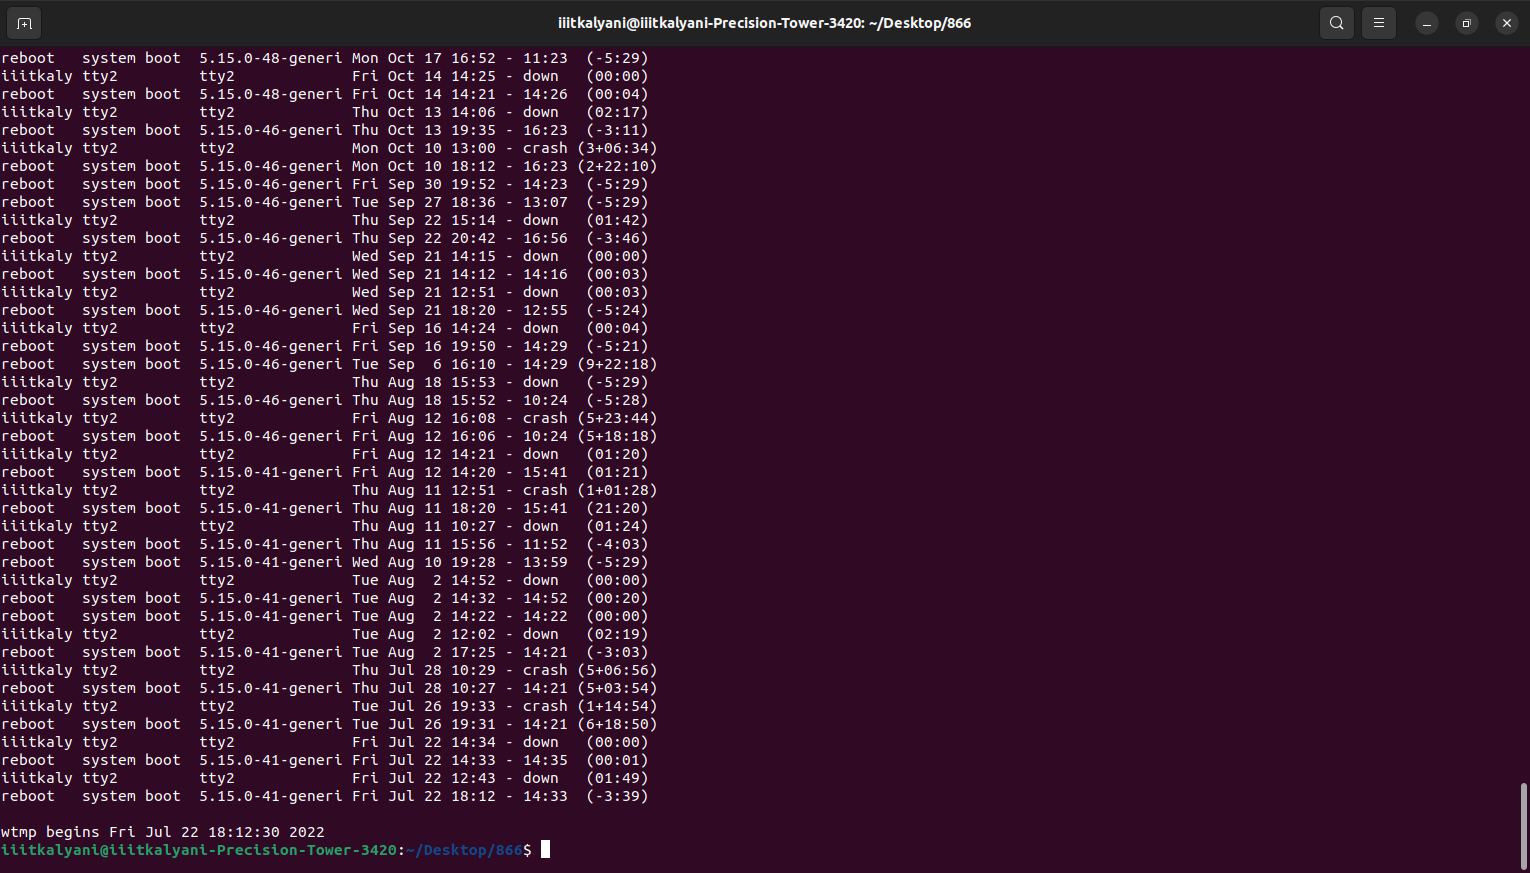 iiitkalyani@iiitkalyani-Precision-Tower-3420: ~/Desktop/866
reboot   system boot  5.15.0-48-generi Mon Oct 17 16:52 - 11:23  (-5:29)
iiitkaly tty2         tty2             Fri Oct 14 14:25 - down   (00:00)
reboot   system boot  5.15.0-48-generi Fri Oct 14 14:21 - 14:26  (00:04)
iiitkaly tty2         tty2             Thu Oct 13 14:06 - down   (02:17)
reboot   system boot  5.15.0-46-generi Thu Oct 13 19:35 - 16:23  (-3:11)
iiitkaly tty2         tty2             Mon Oct 10 13:00 - crash (3+06:34)
reboot   system boot  5.15.0-46-generi Mon Oct 10 18:12 - 16:23 (2+22:10)
reboot   system boot  5.15.0-46-generi Fri Sep 30 19:52 - 14:23  (-5:29)
reboot   system boot  5.15.0-46-generi Tue Sep 27 18:36 - 13:07  (-5:29)
iiitkaly tty2         tty2             Thu Sep 22 15:14 - down   (01:42)
reboot   system boot  5.15.0-46-generi Thu Sep 22 20:42 - 16:56  (-3:46)
iiitkaly tty2         tty2             Wed Sep 21 14:15 - down   (00:00)
reboot   system boot  5.15.0-46-generi Wed Sep 21 14:12 - 14:16  (00:03)
iiitkaly tty2         tty2             Wed Sep 21 12:51 - down   (00:03)
reboot   system boot  5.15.0-46-generi Wed Sep 21 18:20 - 12:55  (-5:24)
iiitkaly tty2         tty2             Fri Sep 16 14:24 - down   (00:04)
reboot   system boot  5.15.0-46-generi Fri Sep 16 19:50 - 14:29  (-5:21)
reboot   system boot  5.15.0-46-generi Tue Sep  6 16:10 - 14:29 (9+22:18)
iiitkaly tty2         tty2             Thu Aug 18 15:53 - down   (-5:29)
reboot   system boot  5.15.0-46-generi Thu Aug 18 15:52 - 10:24  (-5:28)
iiitkaly tty2         tty2             Fri Aug 12 16:08 - crash (5+23:44)
reboot   system boot  5.15.0-46-generi Fri Aug 12 16:06 - 10:24 (5+18:18)
iiitkaly tty2         tty2             Fri Aug 12 14:21 - down   (01:20)
reboot   system boot  5.15.0-41-generi Fri Aug 12 14:20 - 15:41  (01:21)
iiitkaly tty2         tty2             Thu Aug 11 12:51 - crash (1+01:28)
reboot   system boot  5.15.0-41-generi Thu Aug 11 18:20 - 15:41  (21:20)
iiitkaly tty2         tty2             Thu Aug 11 10:27 - down   (01:24)
reboot   system boot  5.15.0-41-generi Thu Aug 11 15:56 - 11:52  (-4:03)
reboot   system boot  5.15.0-41-generi Wed Aug 10 19:28 - 13:59  (-5:29)
iiitkaly tty2         tty2             Tue Aug  2 14:52 - down   (00:00)
reboot   system boot  5.15.0-41-generi Tue Aug  2 14:32 - 14:52  (00:20)
reboot   system boot  5.15.0-41-generi Tue Aug  2 14:22 - 14:22  (00:00)
iiitkaly tty2         tty2             Tue Aug  2 12:02 - down   (02:19)
reboot   system boot  5.15.0-41-generi Tue Aug  2 17:25 - 14:21  (-3:03)
iiitkaly tty2         tty2             Thu Jul 28 10:29 - crash (5+06:56)
reboot   system boot  5.15.0-41-generi Thu Jul 28 10:27 - 14:21 (5+03:54)
iiitkaly tty2         tty2             Tue Jul 26 19:33 - crash (1+14:54)
reboot   system boot  5.15.0-41-generi Tue Jul 26 19:31 - 14:21 (6+18:50)
iiitkaly tty2         tty2             Fri Jul 22 14:34 - down   (00:00)
reboot   system boot  5.15.0-41-generi Fri Jul 22 14:33 - 14:35  (00:01)
iiitkaly tty2         tty2             Fri Jul 22 12:43 - down   (01:49)
reboot   system boot  5.15.0-41-generi Fri Jul 22 18:12 - 14:33  (-3:39)
wtmp begins Fri Jul 22 18:12:30 2022
iiitkalyani@iiitkalyani-Precision-Tower-3420:~/Desktop/866$